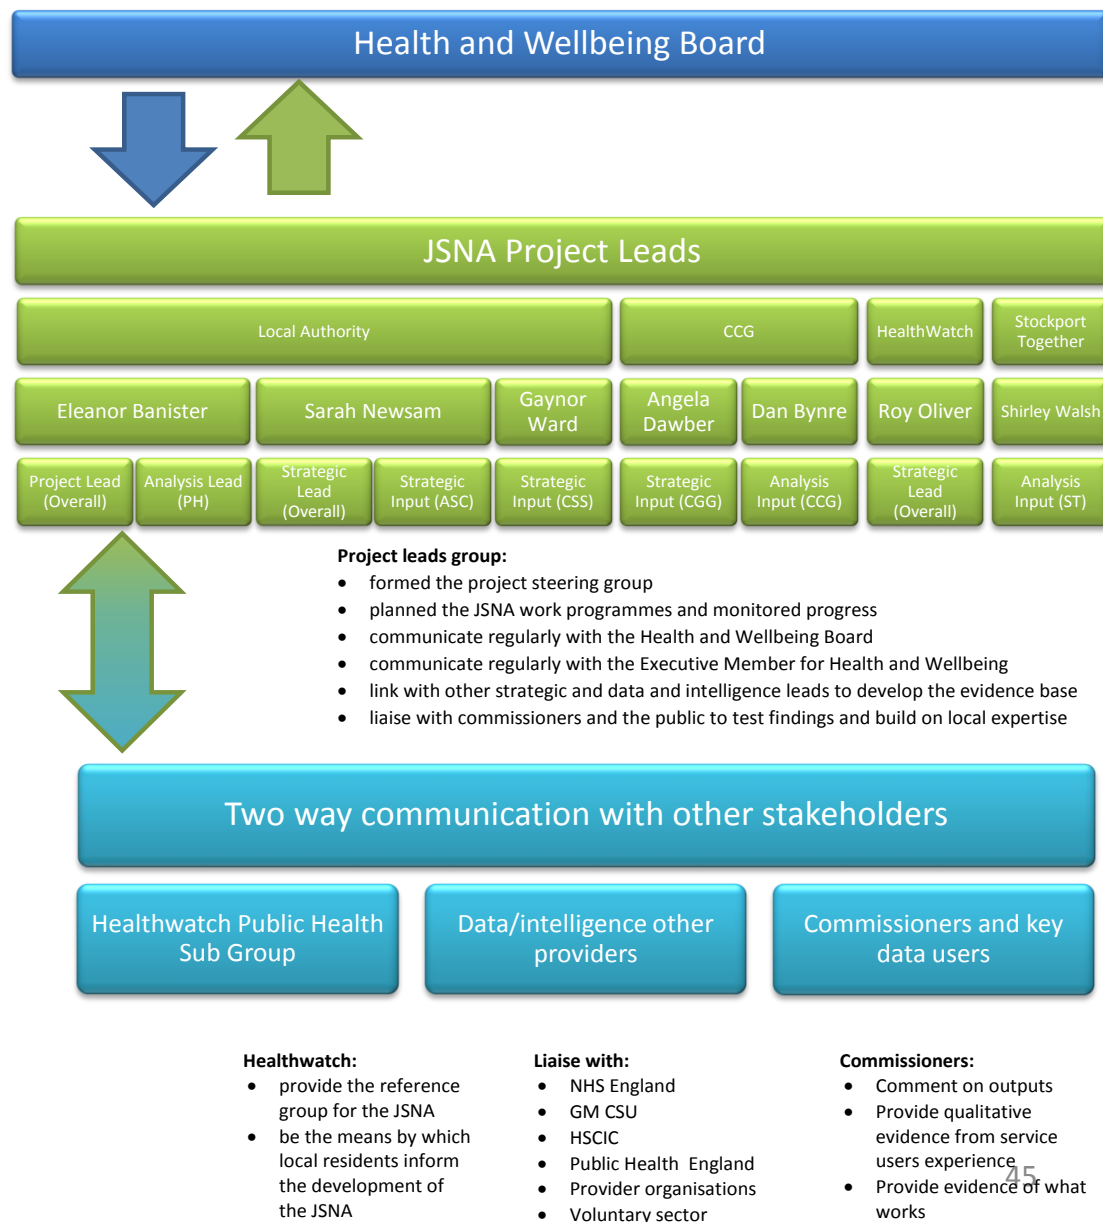 Health and Wellbeing Board
JSNA Project Leads
Local Authority
CCG
HealthWatch
Stockport
Together
Eleanor Banister
Sarah Newsam
Gaynor
Ward
Angela
Dawber
Dan Bynre
Roy Oliver
Shirley Walsh
Project Lead
(Overall)
Analysis Lead
(PH)
Strategic
Lead
(Overall)
Strategic
Input (ASC)
Strategic
Input (CSS)
Strategic
Input (CGG)
Analysis
Input (CCG)
Strategic
Lead
(Overall)
Analysis
Input (ST)
Project leads group:
• formed the project steering group
• planned the JSNA work programmes and monitored progress
• communicate regularly with the Health and Wellbeing Board
• communicate regularly with the Executive Member for Health and Wellbeing
• link with other strategic and data and intelligence leads to develop the evidence base
• liaise with commissioners and the public to test findings and build on local expertise
Two way communication with other stakeholders
Healthwatch Public Health
Sub Group
Data/intelligence other
providers
Commissioners and key
data users
Healthwatch:
• provide the reference
group for the JSNA
• be the means by which
local residents inform
the development of
the JSNA
Liaise with:
• NHS England
• GM CSU
• HSCIC
• Public Health  England
• Provider organisations
• Voluntary sector
Commissioners:
• Comment on outputs
• Provide qualitative
evidence from service
users experience
• Provide evidence of what
works
45